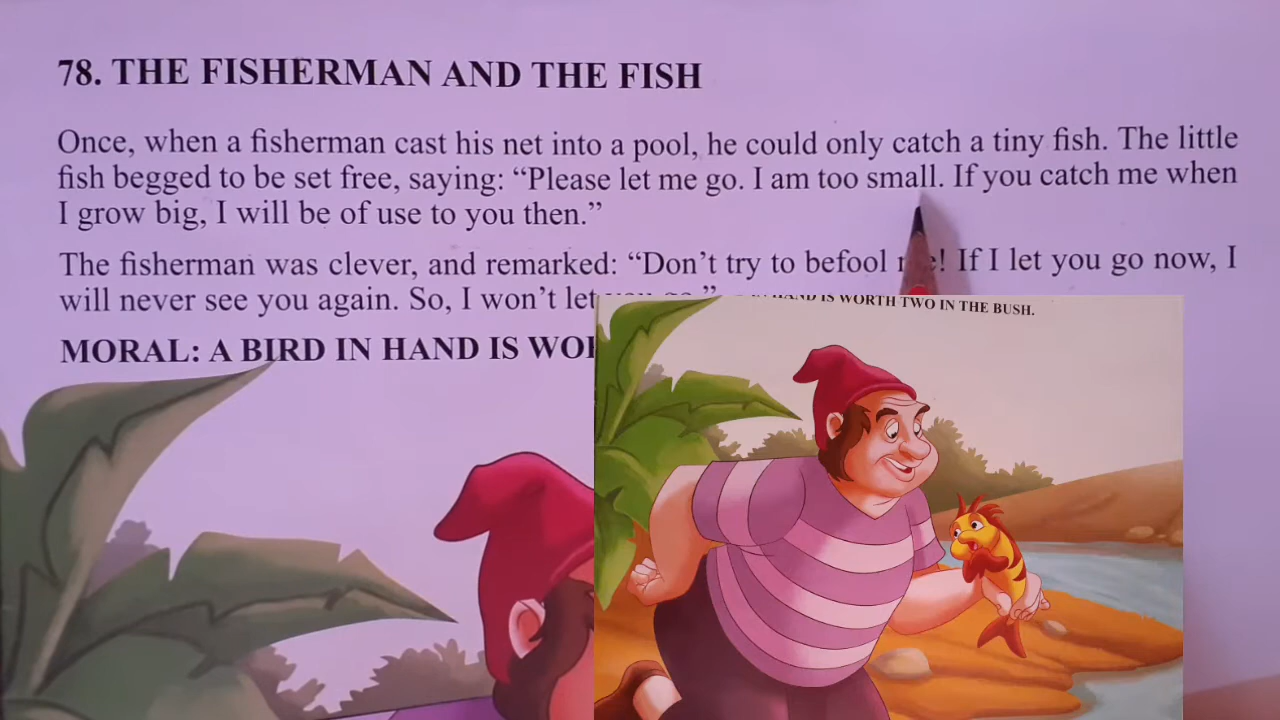 78. THE FISHERMAN AND THE FISH
Once, when a fisherman cast his net into a pool, he could only catch a tiny fish. The little
fish begged to be set free, saying: “Please let me go. I am too small. If you catch me when
I grow big, I will be of use to you then.”
The fisherman was clever, and remarked: “Don’t try to befool me! If I let you go now, I
will never see you again. So, I won’t let
MORAL: A BIRD IN HAND IS
HAND IS WORTH TWO IN THE BUSH.